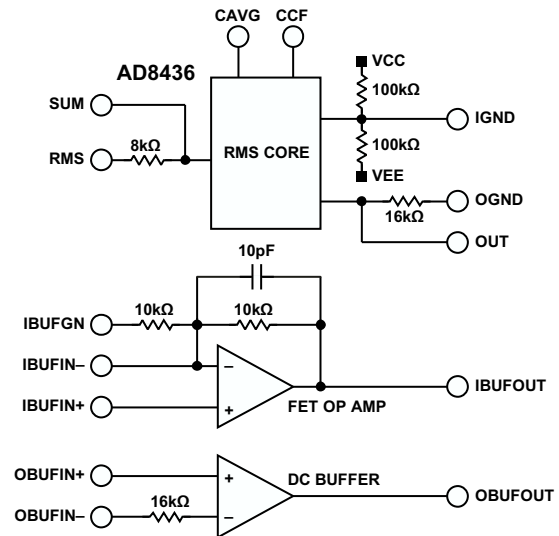 CAVG CCF
AD8436
VCC
SUM
100kΩ
IGND
8kΩ
RMS
RMS CORE
100kΩ
VEE
OGND
16kΩ
OUT
10pF
10kΩ 10kΩ
IBUFGN
IBUFIN–
–
IBUFOUT
IBUFIN+
+
FET OP AMP
OBUFIN+
+
DC BUFFER
16kΩ
OBUFOUT
OBUFIN–
–